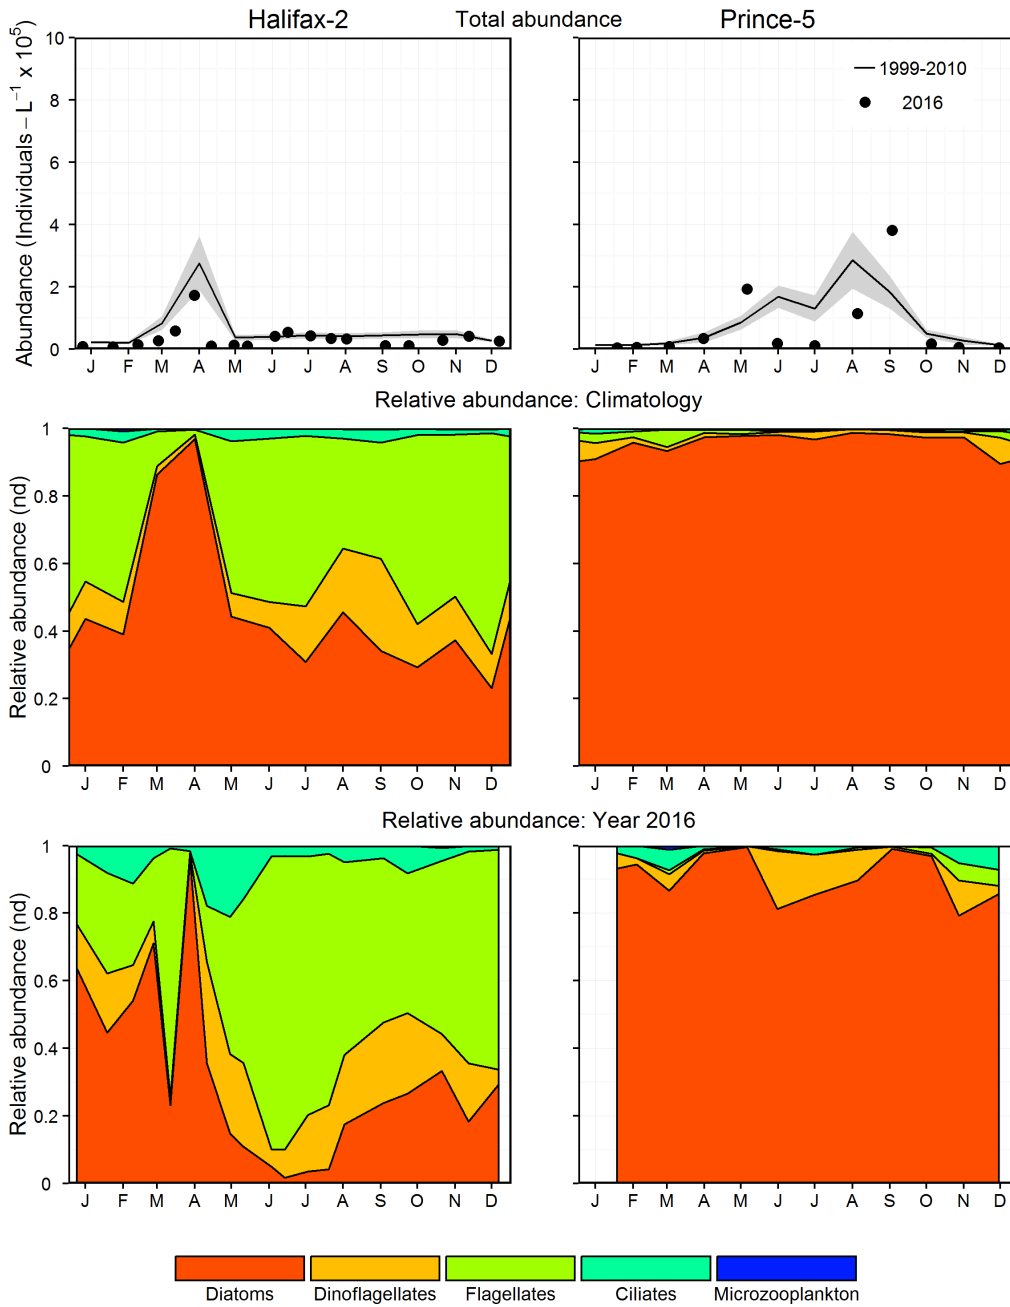 Halifax-2 Total abundance Prince-5
Abundance (Individuals – L⁻¹ x 10⁵)
10
8
6
4
2
0
1999-2010
2016
J F M A M J J A S O N D
J F M A M J J A S O N D
Relative abundance: Climatology
Relative abundance (nd)
1
0.8
0.6
0.4
0.2
0
J F M A M J J A S O N D
J F M A M J J A S O N D
Relative abundance: Year 2016
Relative abundance (nd)
1
0.8
0.6
0.4
0.2
0
J F M A M J J A S O N D
J F M A M J J A S O N D
Diatoms Dinoflagellates Flagellates Ciliates Microzooplankton